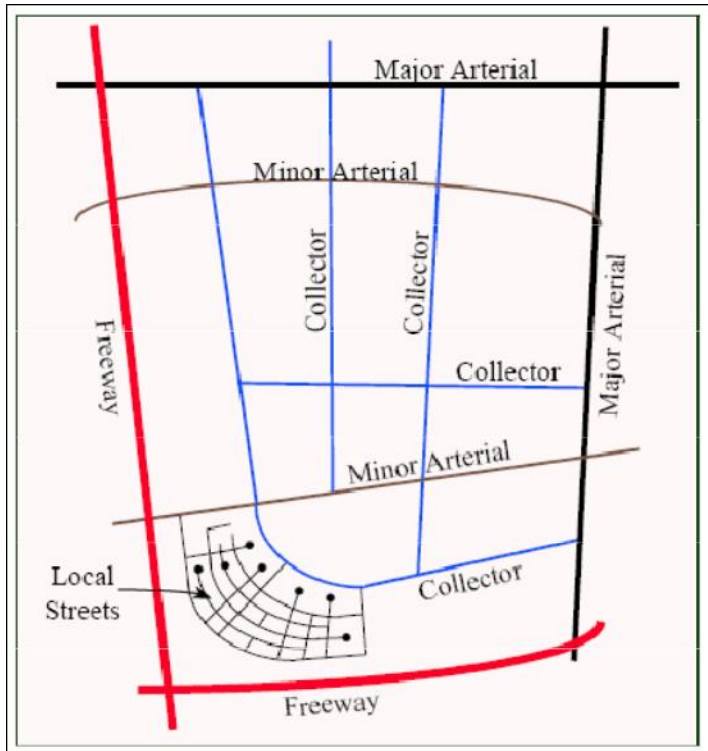 Major Arterial
Minor Arterial
Collector
Collector
Major Arterial
Freeway
Collector
Minor Arterial
Local
Streets
Collector
Freeway